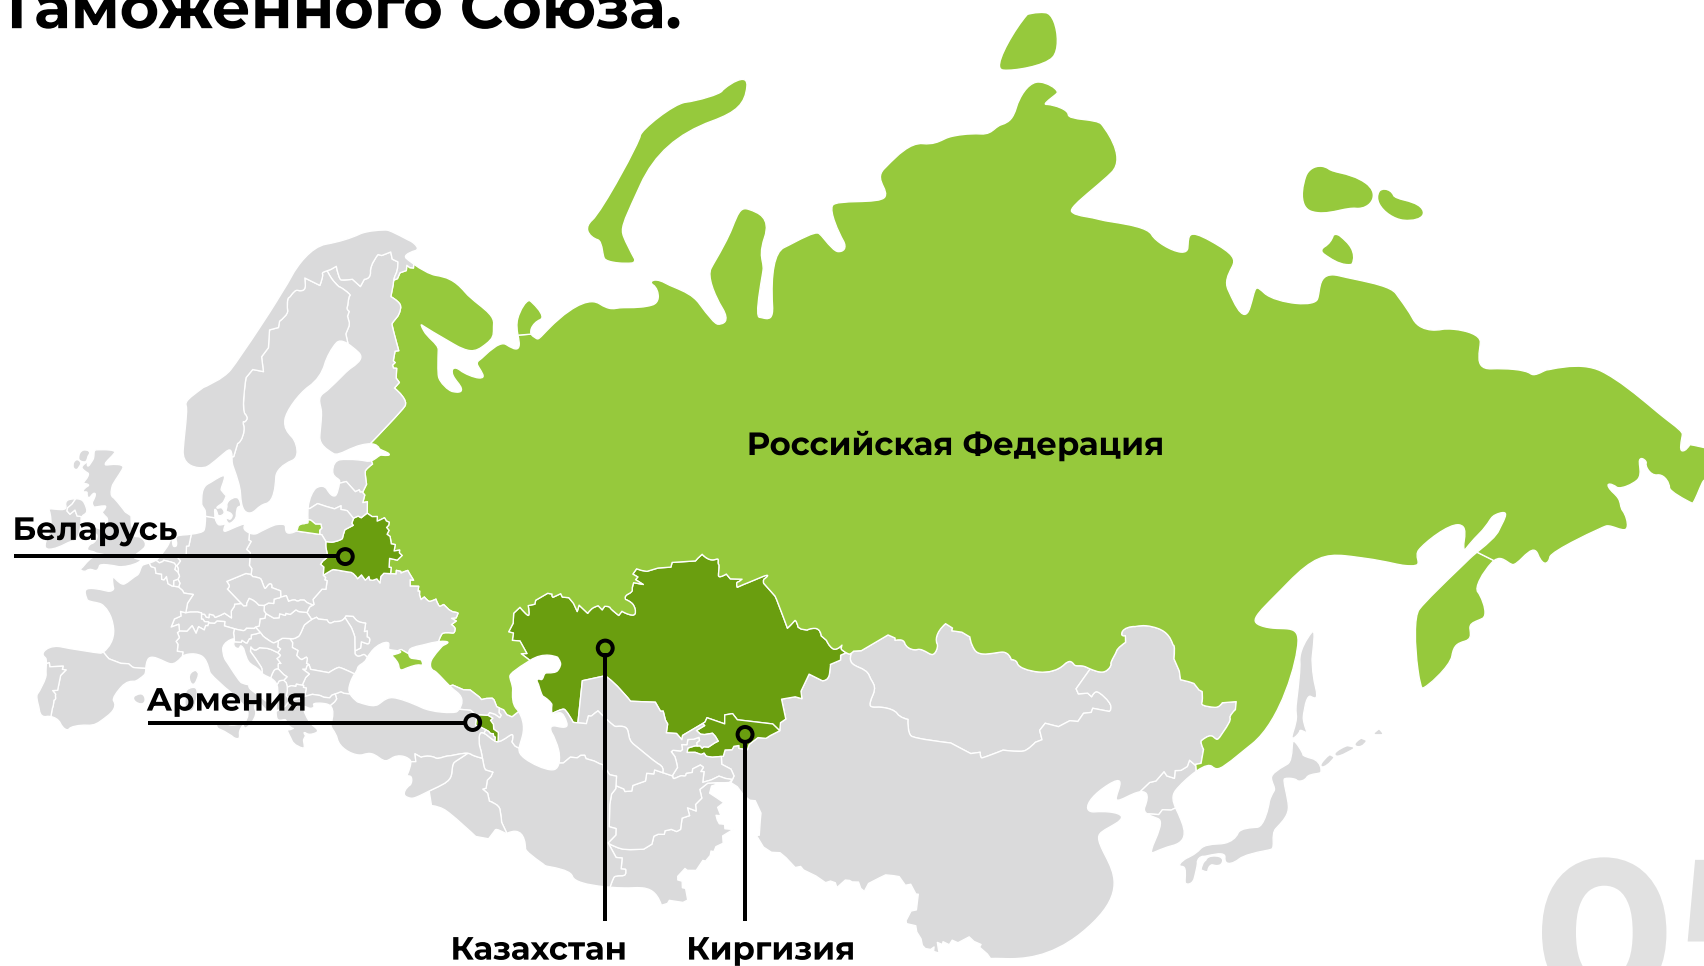 Таможенного Союза.
Российская Федерация
Беларусь
Армения
Казахстан
Киргизия